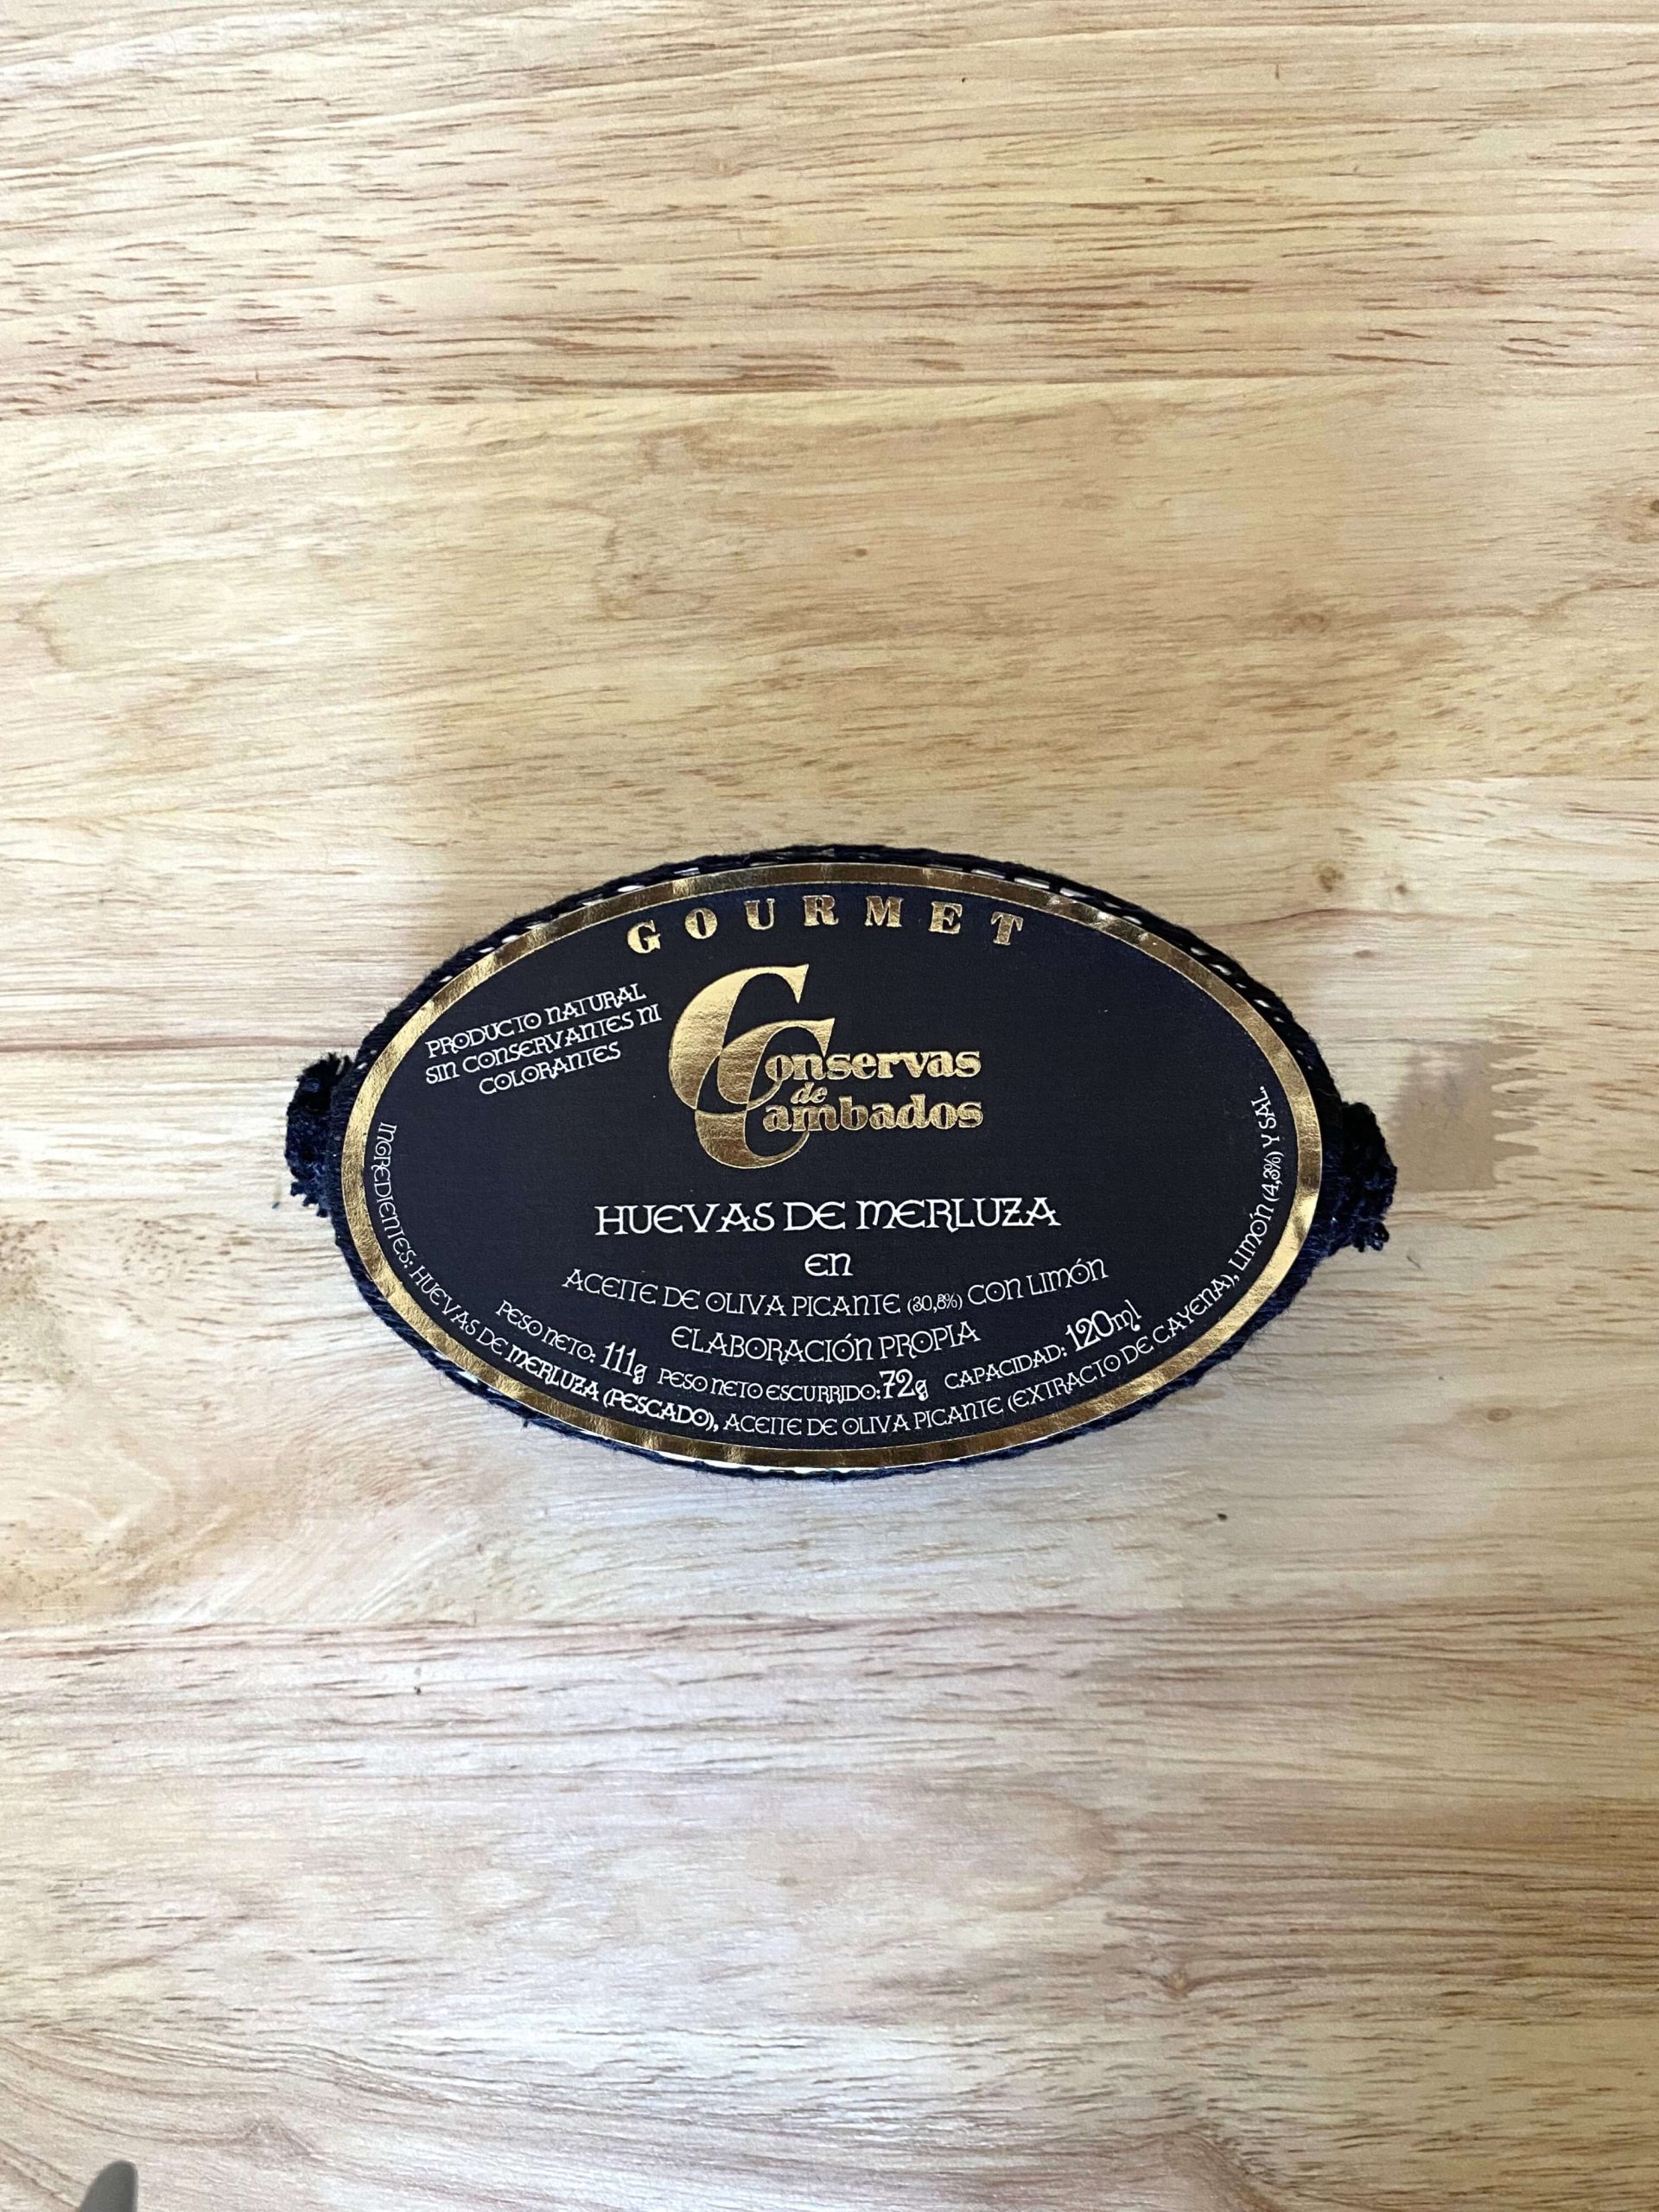 GOURMET
PRODUCTO NATURAL
SIN CONSERVANTES NI
COLORANTES
Conservas
de
Cambados
HUEVAS DE MERLUZA
EN
ACEITE DE OLIVA PICANTE (30,8%) CON LIMÓN
ELABORACIÓN PROPIA
PESO NETO: 111g PESO NETO ESCURRIDO: 72g CAPACIDAD: 120ml
INGREDIENTES: HUEVAS DE MERLUZA (PESCADO), ACEITE DE OLIVA PICANTE (EXTRACTO DE CAYENA), LIMÓN (4,3%) Y SAL.